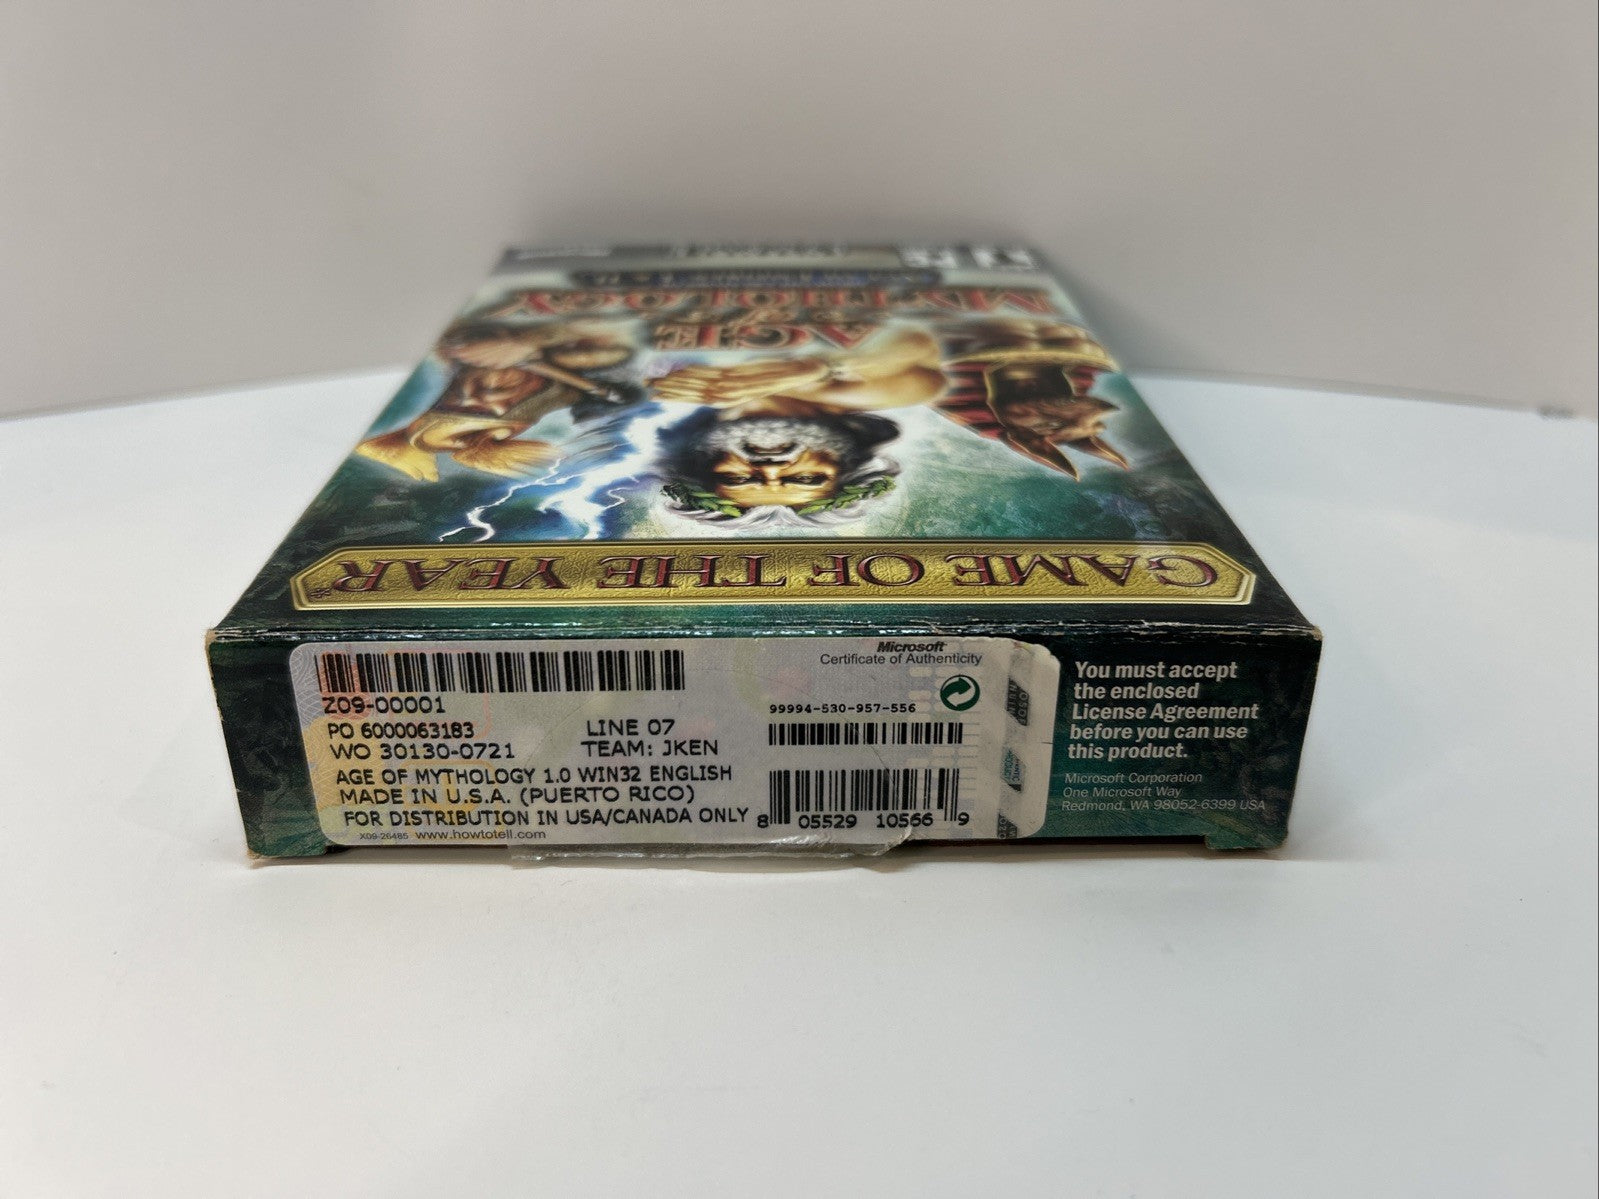 MYTHOLOGY
AGE
of
GAME OF THE YEAR
Z09-00001
PO 6000063183
LINE 07
WO 30130-0721
TEAM: JKEN
AGE OF MYTHOLOGY 1.0 WIN32 ENGLISH
MADE IN U.S.A. (PUERTO RICO)
FOR DISTRIBUTION IN USA/CANADA ONLY
X09-26485 www.howtotell.com
Microsoft
Certificate of Authenticity
99994-530-957-556
8 05529 10566 9
You must accept
the enclosed
License Agreement
before you can use
this product.
Microsoft Corporation
One Microsoft Way
Redmond, WA 98052-6399 USA